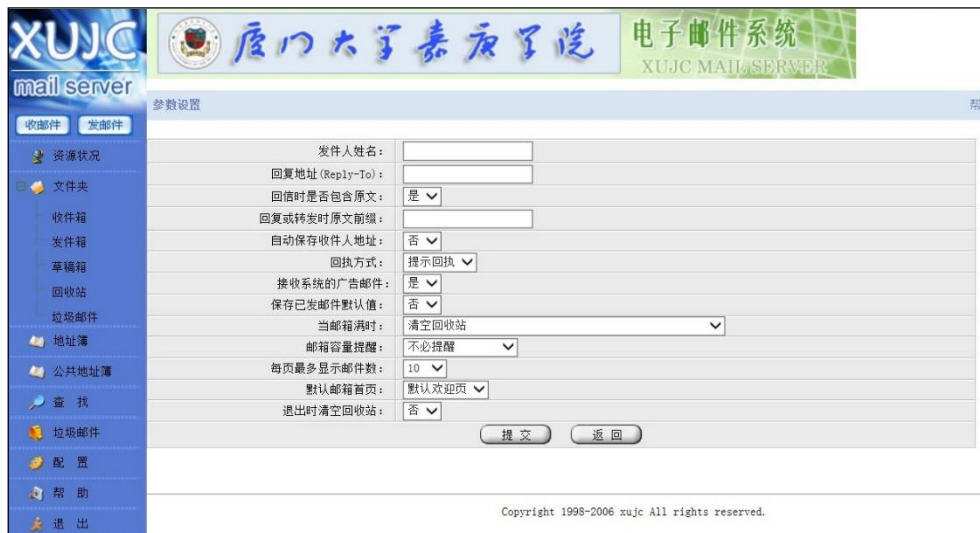 XUJC
mail server
厦门大学嘉庚学院
电子邮件系统
XUJC MAIL SERVER
收邮件 发邮件
参数设置
资源状况
文件夹
收件箱
发件箱
草稿箱
回收站
垃圾邮件
地址簿
公共地址簿
查 找
垃圾邮件
配 置
帮 助
退 出
发件人姓名:
回复地址(Reply-To):
回信时是否包含原文: 是
回复或转发时原文前缀:
自动保存收件人地址: 否
回执方式: 提示回执
接收系统的广告邮件: 是
保存已发邮件默认值: 否
当邮箱满时: 清空回收站
邮箱容量提醒: 不必提醒
每页最多显示邮件数: 10
默认邮箱首页: 默认欢迎页
退出时清空回收站: 否
提 交 返 回
Copyright 1998-2006 xujc All rights reserved.